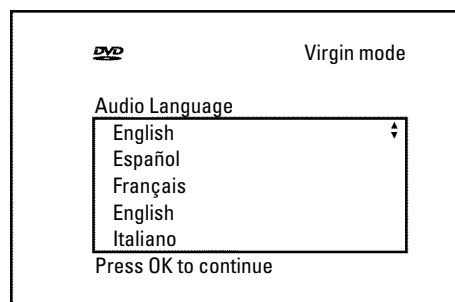 DVD
Virgin mode
Audio Language
English
Español
Français
English
Italiano
Press OK to continue